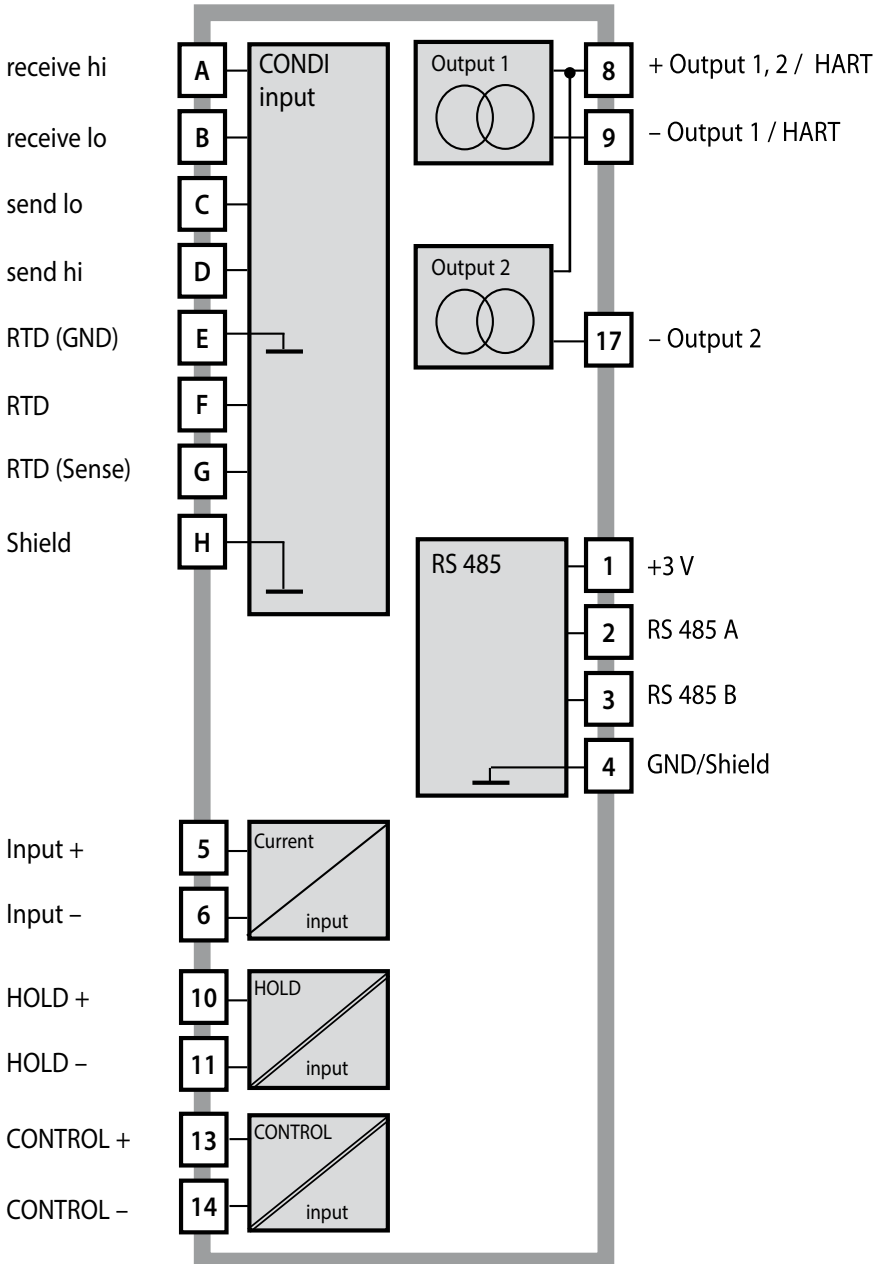 receive hi
A
CONDI
input
receive lo
B
send lo
C
send hi
D
RTD (GND)
E
RTD
F
RTD (Sense)
G
Shield
H
Output 1
8
+ Output 1, 2 / HART
9
– Output 1 / HART
Output 2
17
– Output 2
RS 485
1
+3 V
2
RS 485 A
3
RS 485 B
4
GND/Shield
Input +
5
Current
Input –
6
input
HOLD +
10
HOLD
HOLD –
11
input
CONTROL +
13
CONTROL
CONTROL –
14
input